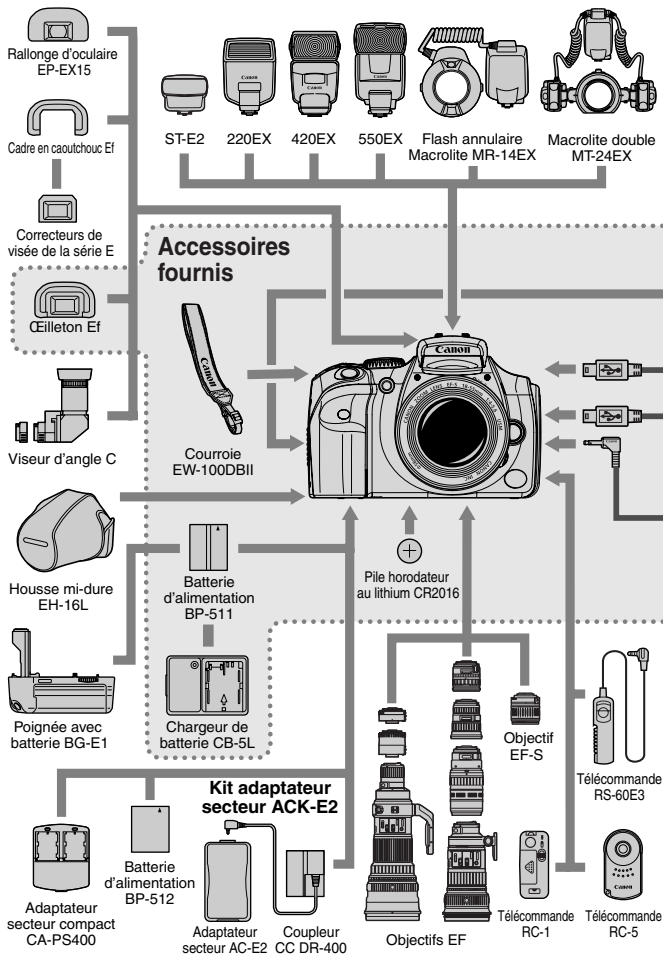 Rallonge d'oculaire
EP-EX15
Cadre en caoutchouc Ef
Correcteurs de
visée de la série E
Œilleton Ef
Viseur d'angle C
Housse mi-dure
EH-16L
Poignée avec
batterie BG-E1
ST-E2
220EX
420EX
550EX
Flash annulaire
Macrolite MR-14EX
Macrolite double
MT-24EX
Accessoires
fournis
Canon
Courroie
EW-100DBII
Canon
Pile horodateur
au lithium CR2016
Batterie
d'alimentation
BP-511
Chargeur de
batterie CB-5L
Kit adaptateur
secteur ACK-E2
Adaptateur
secteur compact
CA-PS400
Batterie
d'alimentation
BP-512
Adaptateur
secteur AC-E2
Coupleur
CC DR-400
Objectifs EF
Objectif
EF-S
Télécommande
RS-60E3
Télécommande
RC-1
Canon
Télécommande
RC-5